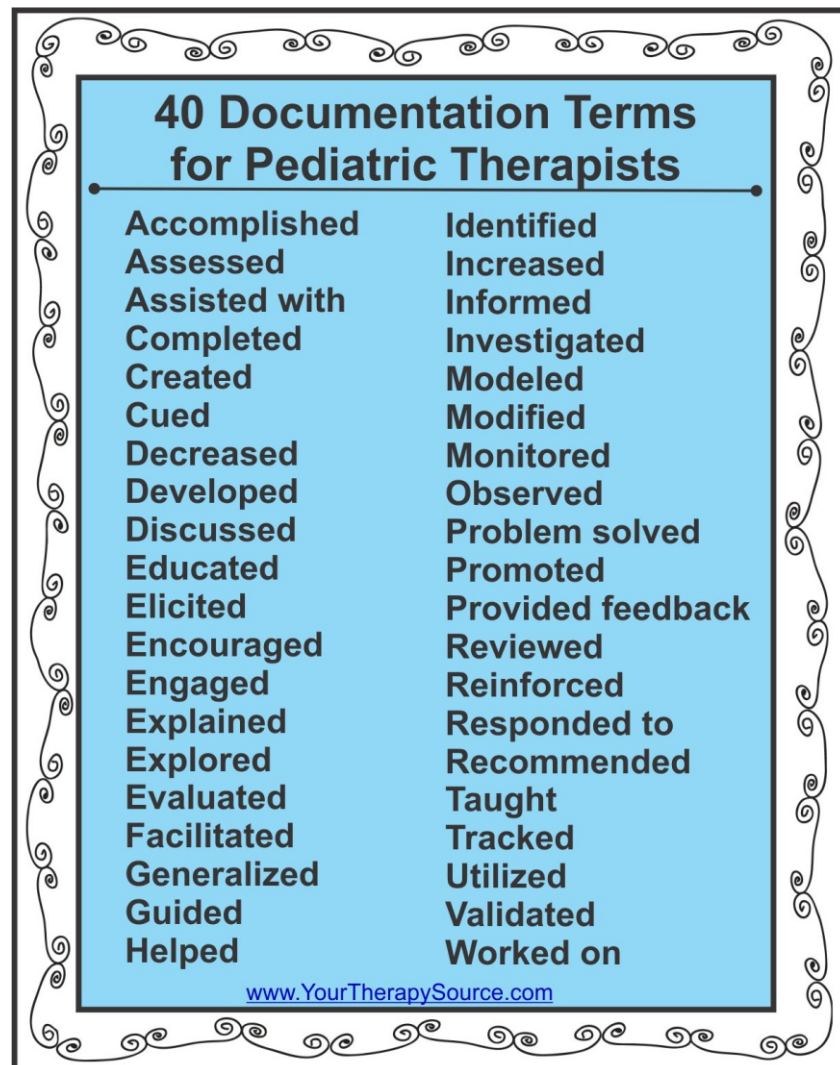 40 Documentation Terms
for Pediatric Therapists
Accomplished
Assessed
Assisted with
Completed
Created
Cued
Decreased
Developed
Discussed
Educated
Elicited
Encouraged
Engaged
Explained
Explored
Evaluated
Facilitated
Generalized
Guided
Helped
Identified
Increased
Informed
Investigated
Modeled
Modified
Monitored
Observed
Problem solved
Promoted
Provided feedback
Reviewed
Reinforced
Responded to
Recommended
Taught
Tracked
Utilized
Validated
Worked on
www.YourTherapySource.com